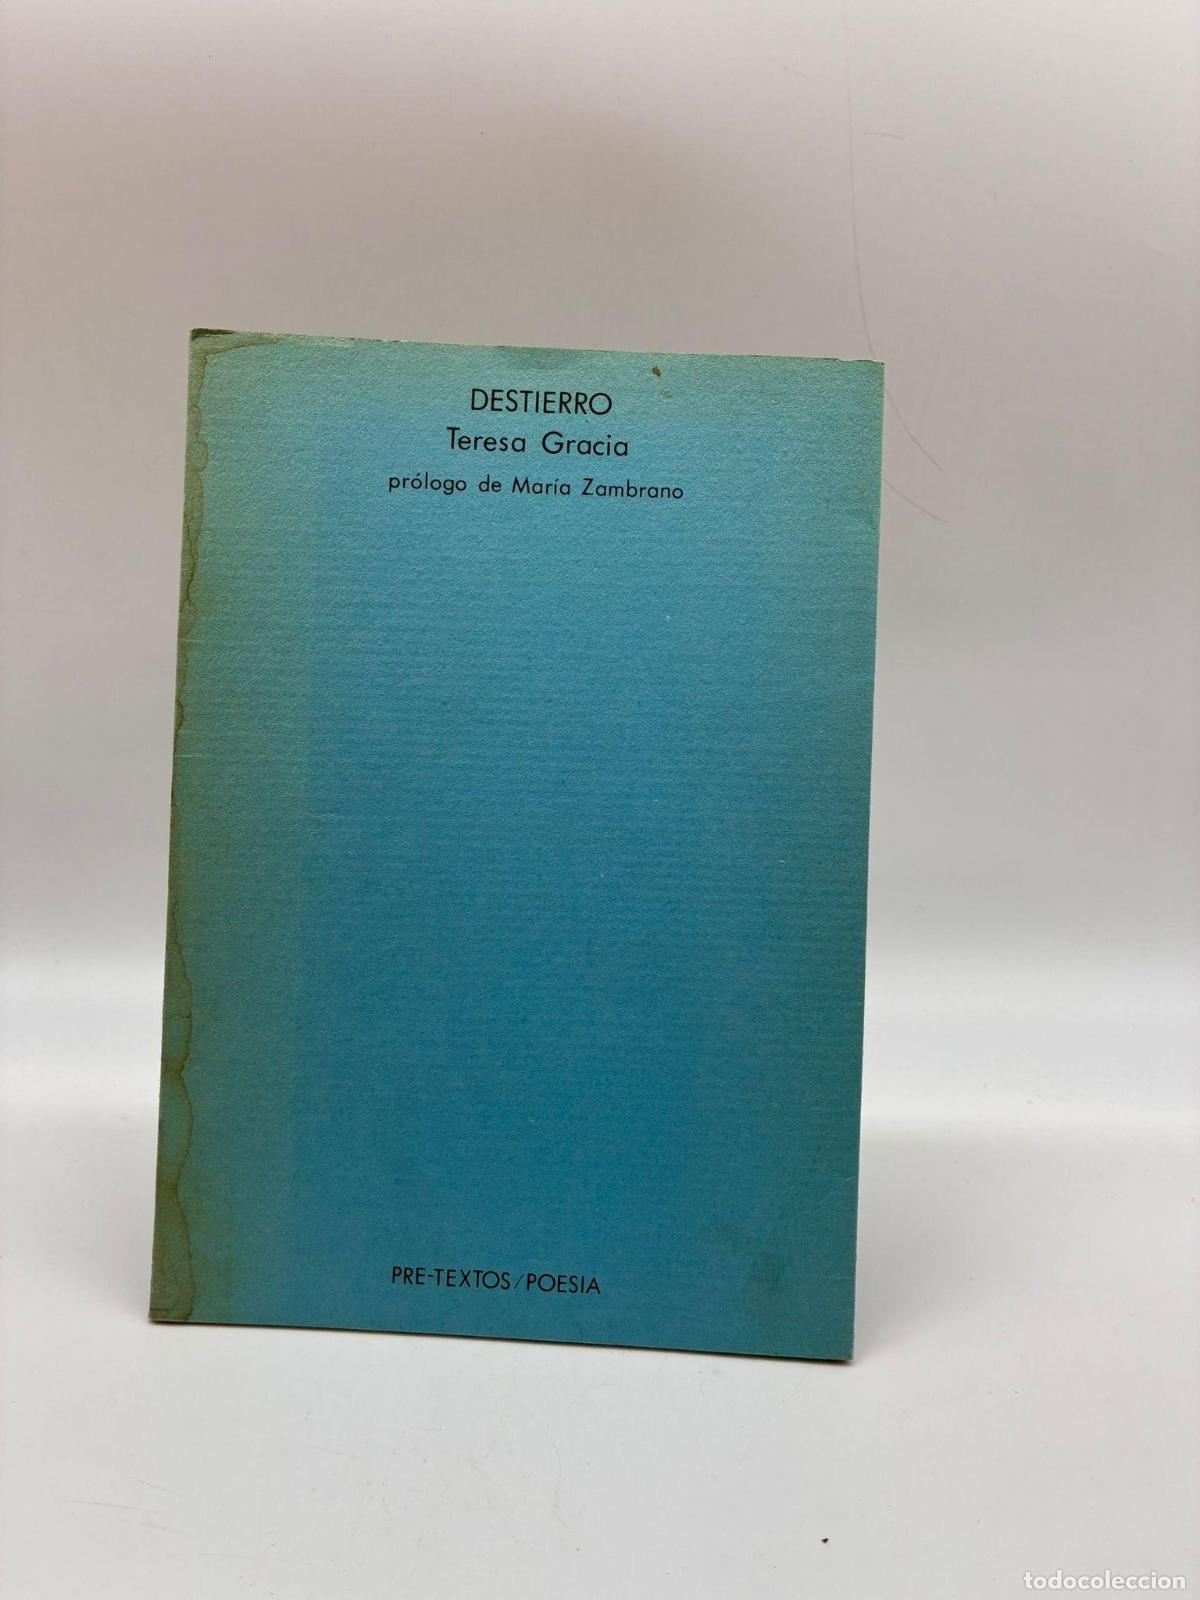 DESTIERRO
Teresa Gracia
prólogo de María Zambrano
PRE-TEXTOS/POESIA
todocoleccion